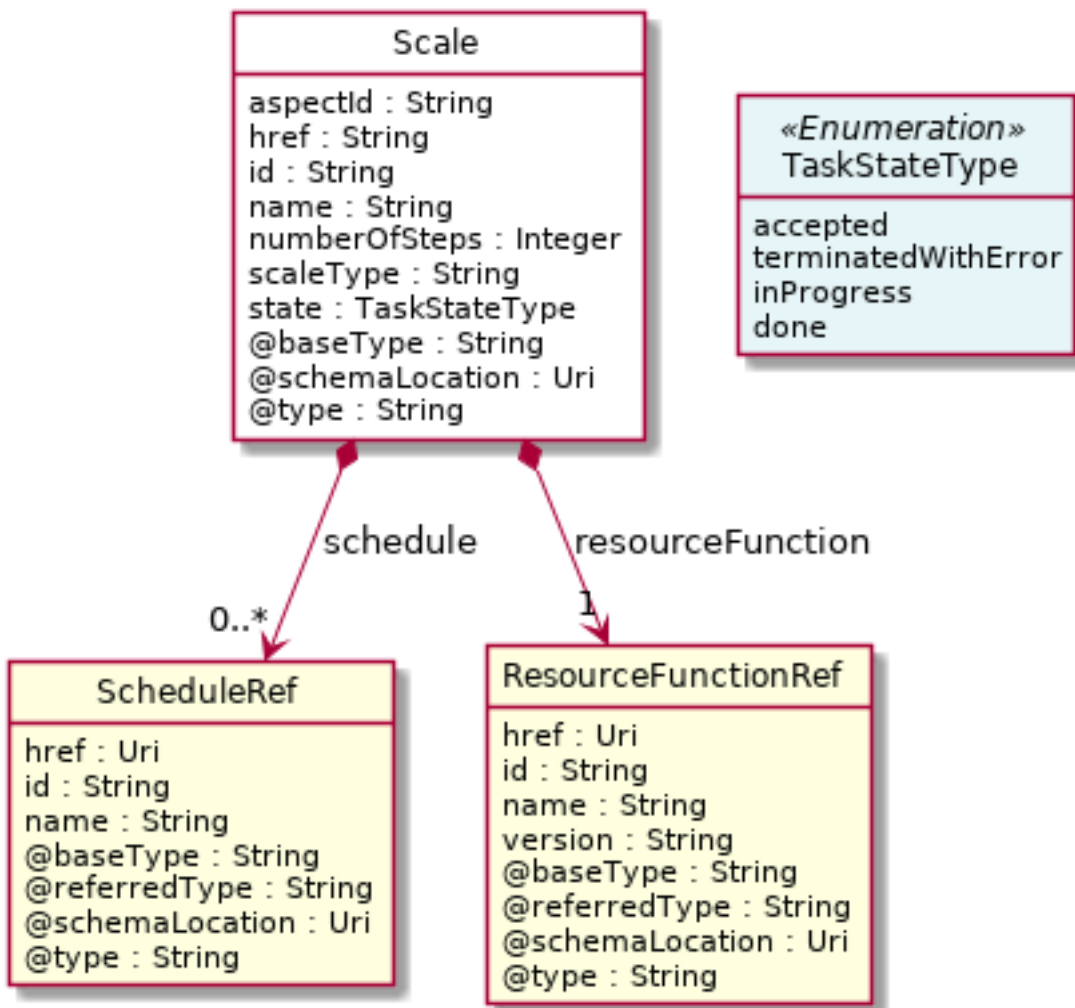 Scale
aspectId : String
href : String
id : String
name : String
numberOfSteps : Integer
scaleType : String
state : TaskStateType
@baseType : String
@schemaLocation : Uri
@type : String
«Enumeration»
TaskStateType
accepted
terminatedWithError
inProgress
done
schedule
resourceFunction
0..*
1
ScheduleRef
href : Uri
id : String
name : String
@baseType : String
@referredType : String
@schemaLocation : Uri
@type : String
ResourceFunctionRef
href : Uri
id : String
name : String
version : String
@baseType : String
@referredType : String
@schemaLocation : Uri
@type : String